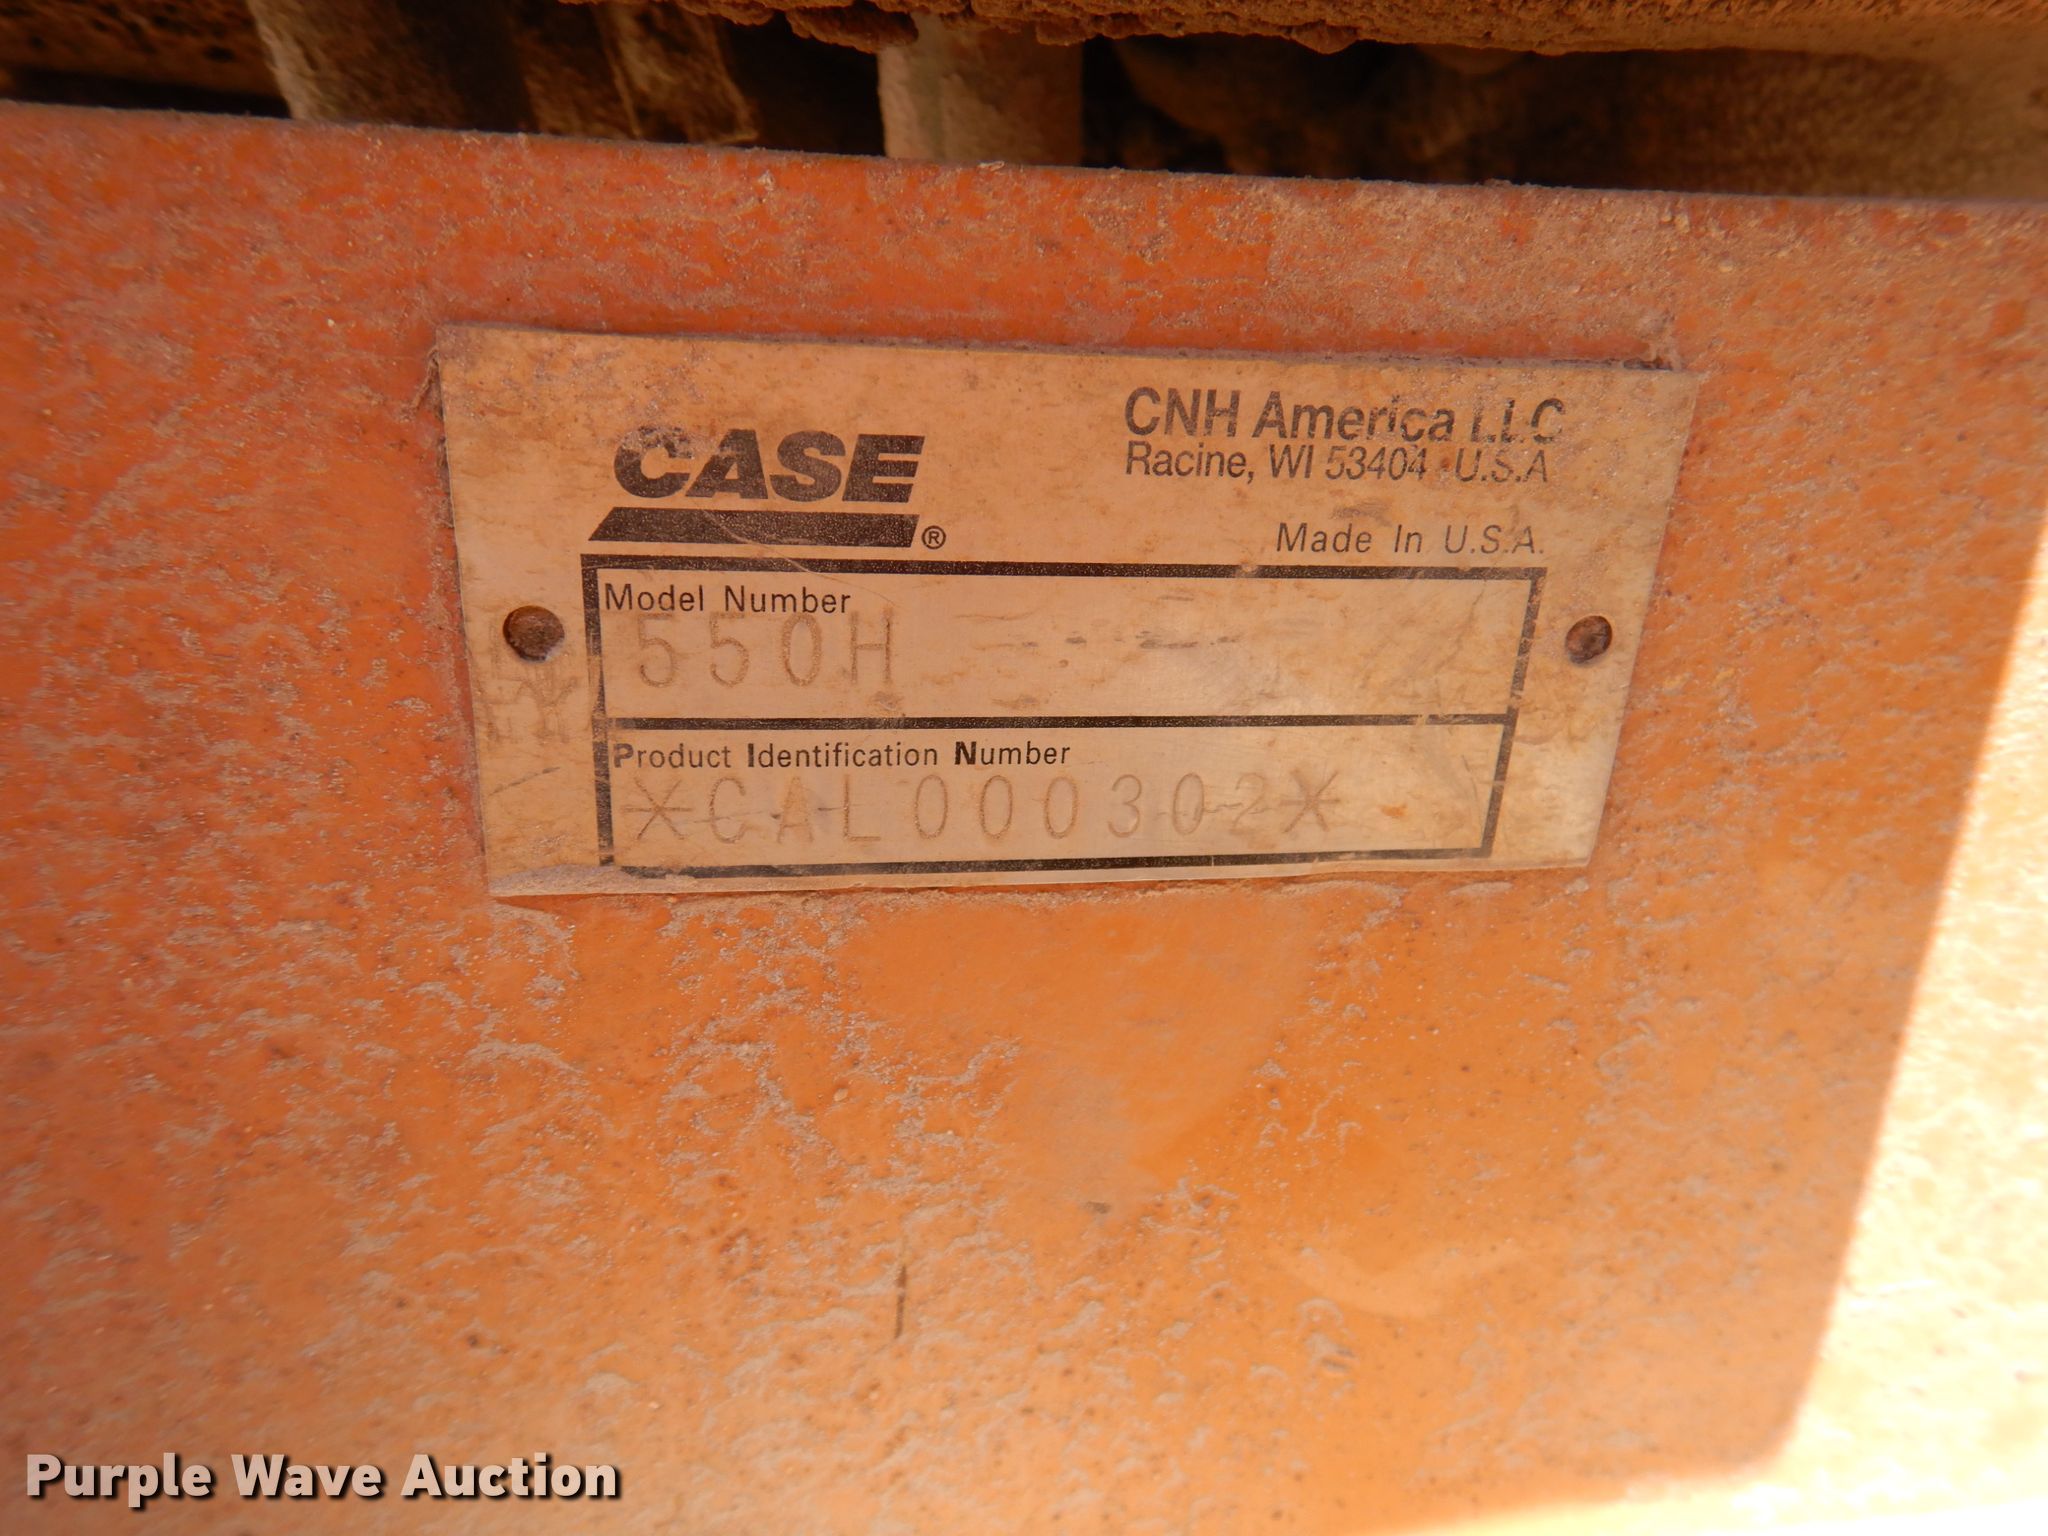 CASE
®
CNH America LLC
Racine, WI 53404 U.S.A
Made In U.S.A.
Model Number
550H
Product Identification Number
*CAL000302*
Purple Wave Auction